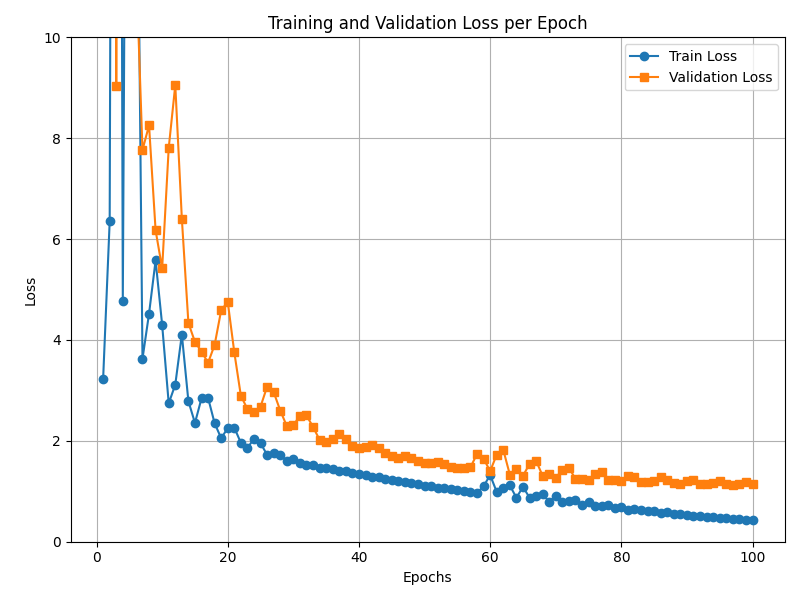 Training and Validation Loss per Epoch
Train Loss
Validation Loss
Loss
10
8
6
4
2
0
0 20 40 60 80 100
Epochs